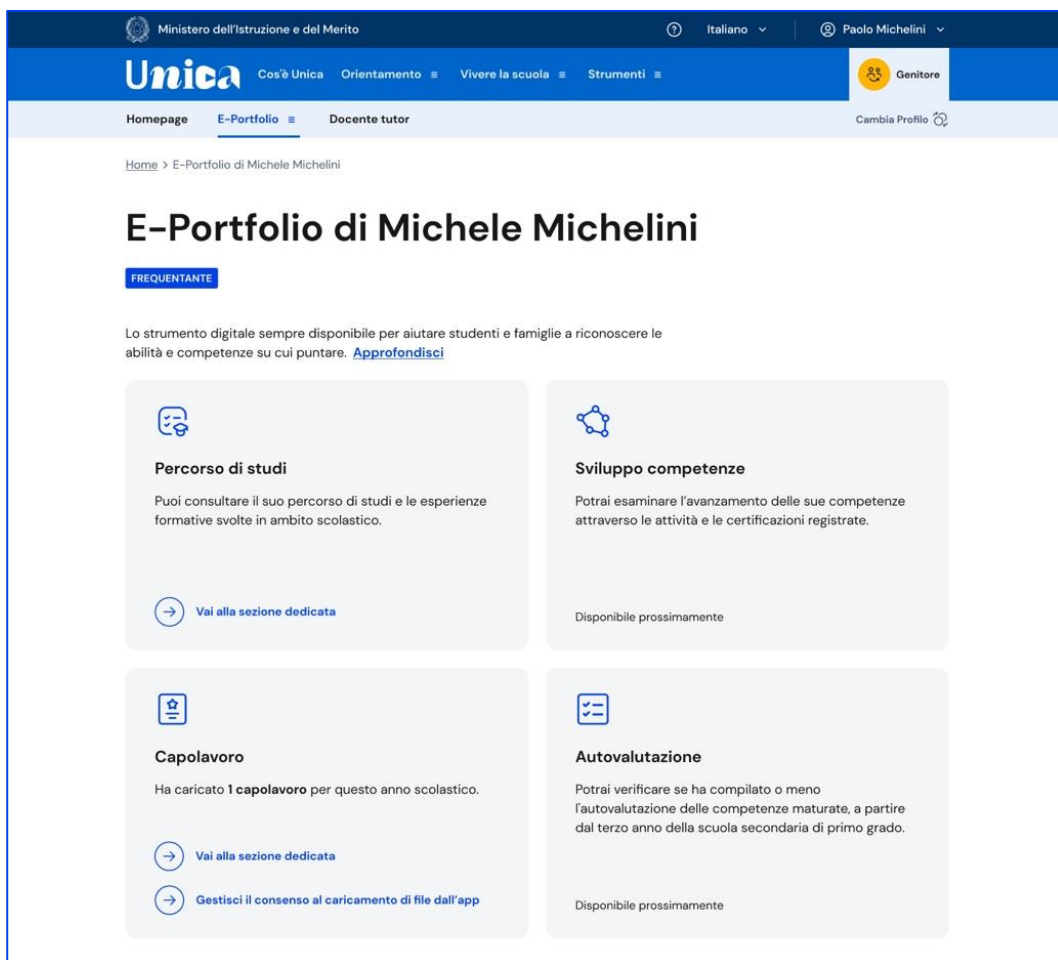 Ministero dell'Istruzione e del Merito
Italiano
Paolo Michelini
Unica
Cos'è Unica
Orientamento
Vivere la scuola
Strumenti
Genitore
Homepage
E-Portfolio
Docente tutor
Cambia Profilo
Home > E-Portfolio di Michele Michelini
E-Portfolio di Michele Michelini
FREQUENTANTE
Lo strumento digitale sempre disponibile per aiutare studenti e famiglie a riconoscere le
abilità e competenze su cui puntare. Approfondisci
Percorso di studi
Puoi consultare il suo percorso di studi e le esperienze
formative svolte in ambito scolastico.
Vai alla sezione dedicata
Sviluppo competenze
Potrai esaminare l'avanzamento delle sue competenze
attraverso le attività e le certificazioni registrate.
Disponibile prossimamente
Capolavoro
Ha caricato 1 capolavoro per questo anno scolastico.
Vai alla sezione dedicata
Gestisci il consenso al caricamento di file dall'app
Autovalutazione
Potrai verificare se ha compilato o meno
l'autovalutazione delle competenze maturate, a partire
dal terzo anno della scuola secondaria di primo grado.
Disponibile prossimamente